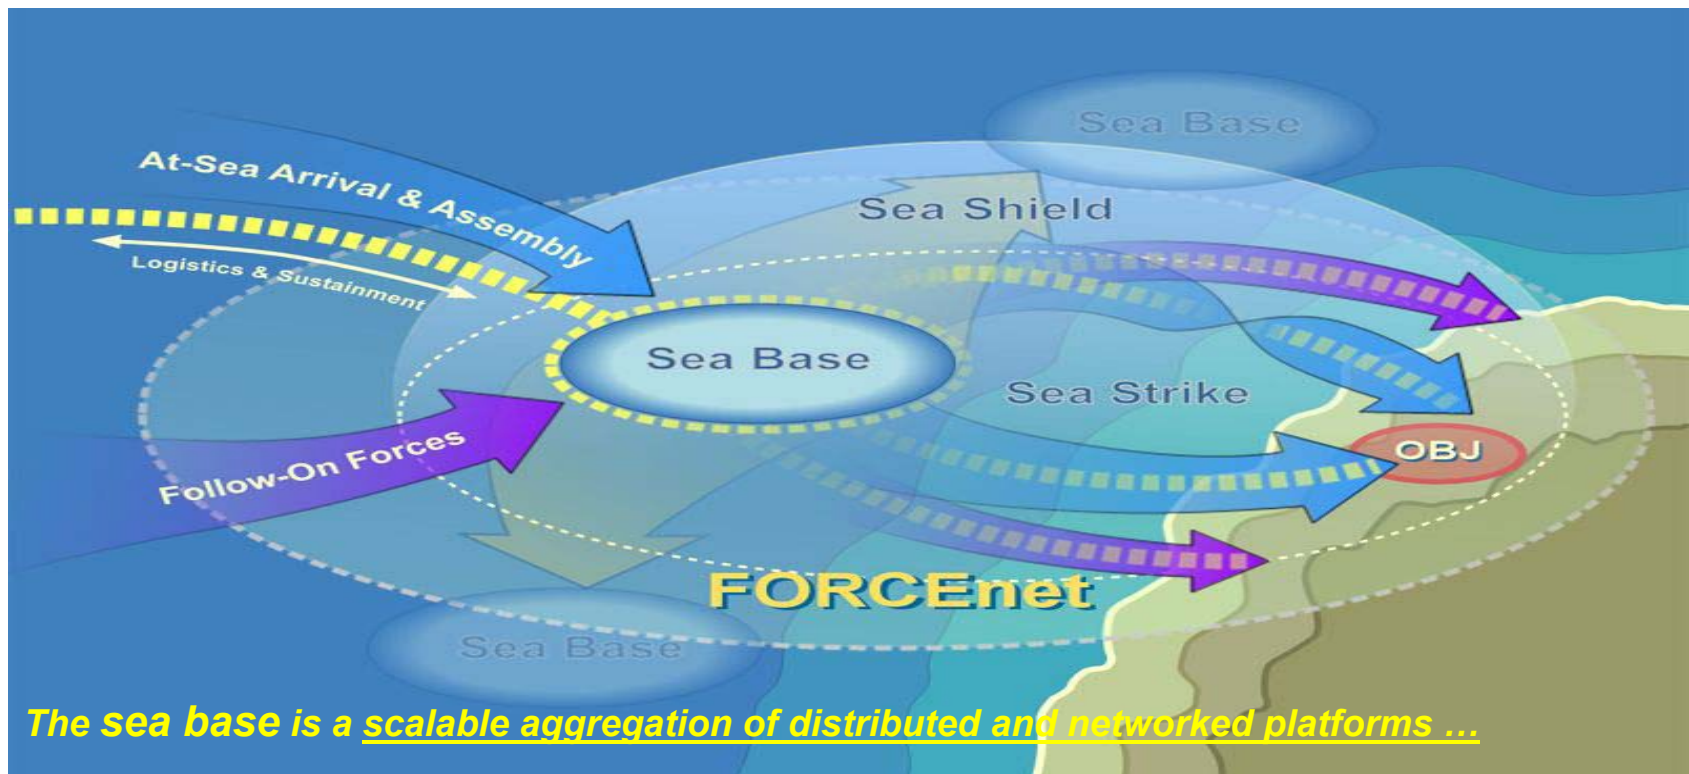 Sea Base
At-Sea Arrival & Assembly
Sea Shield
Logistics & Sustainment
Sea Base
Sea Strike
Follow-On Forces
OBJ
FORCEnet
Sea Base
The sea base is a scalable aggregation of distributed and networked platforms ...